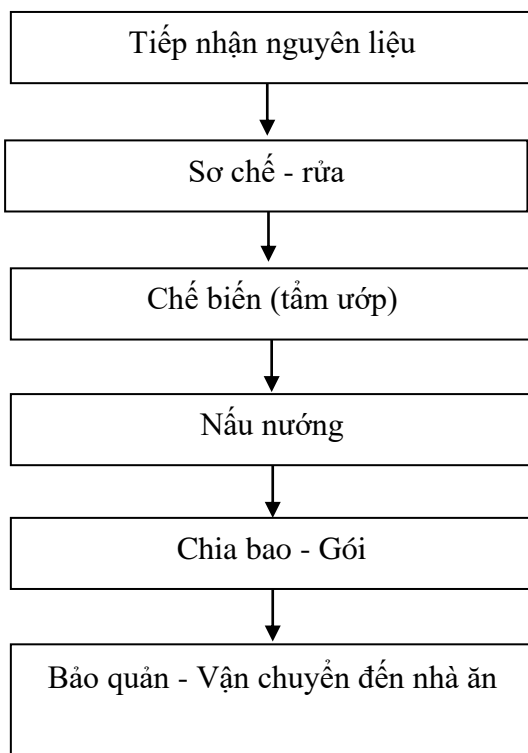 Tiếp nhận nguyên liệu
Sơ chế - rửa
Chế biến (tẩm ướp)
Nấu nướng
Chia bao - Gói
Bảo quản - Vận chuyển đến nhà ăn